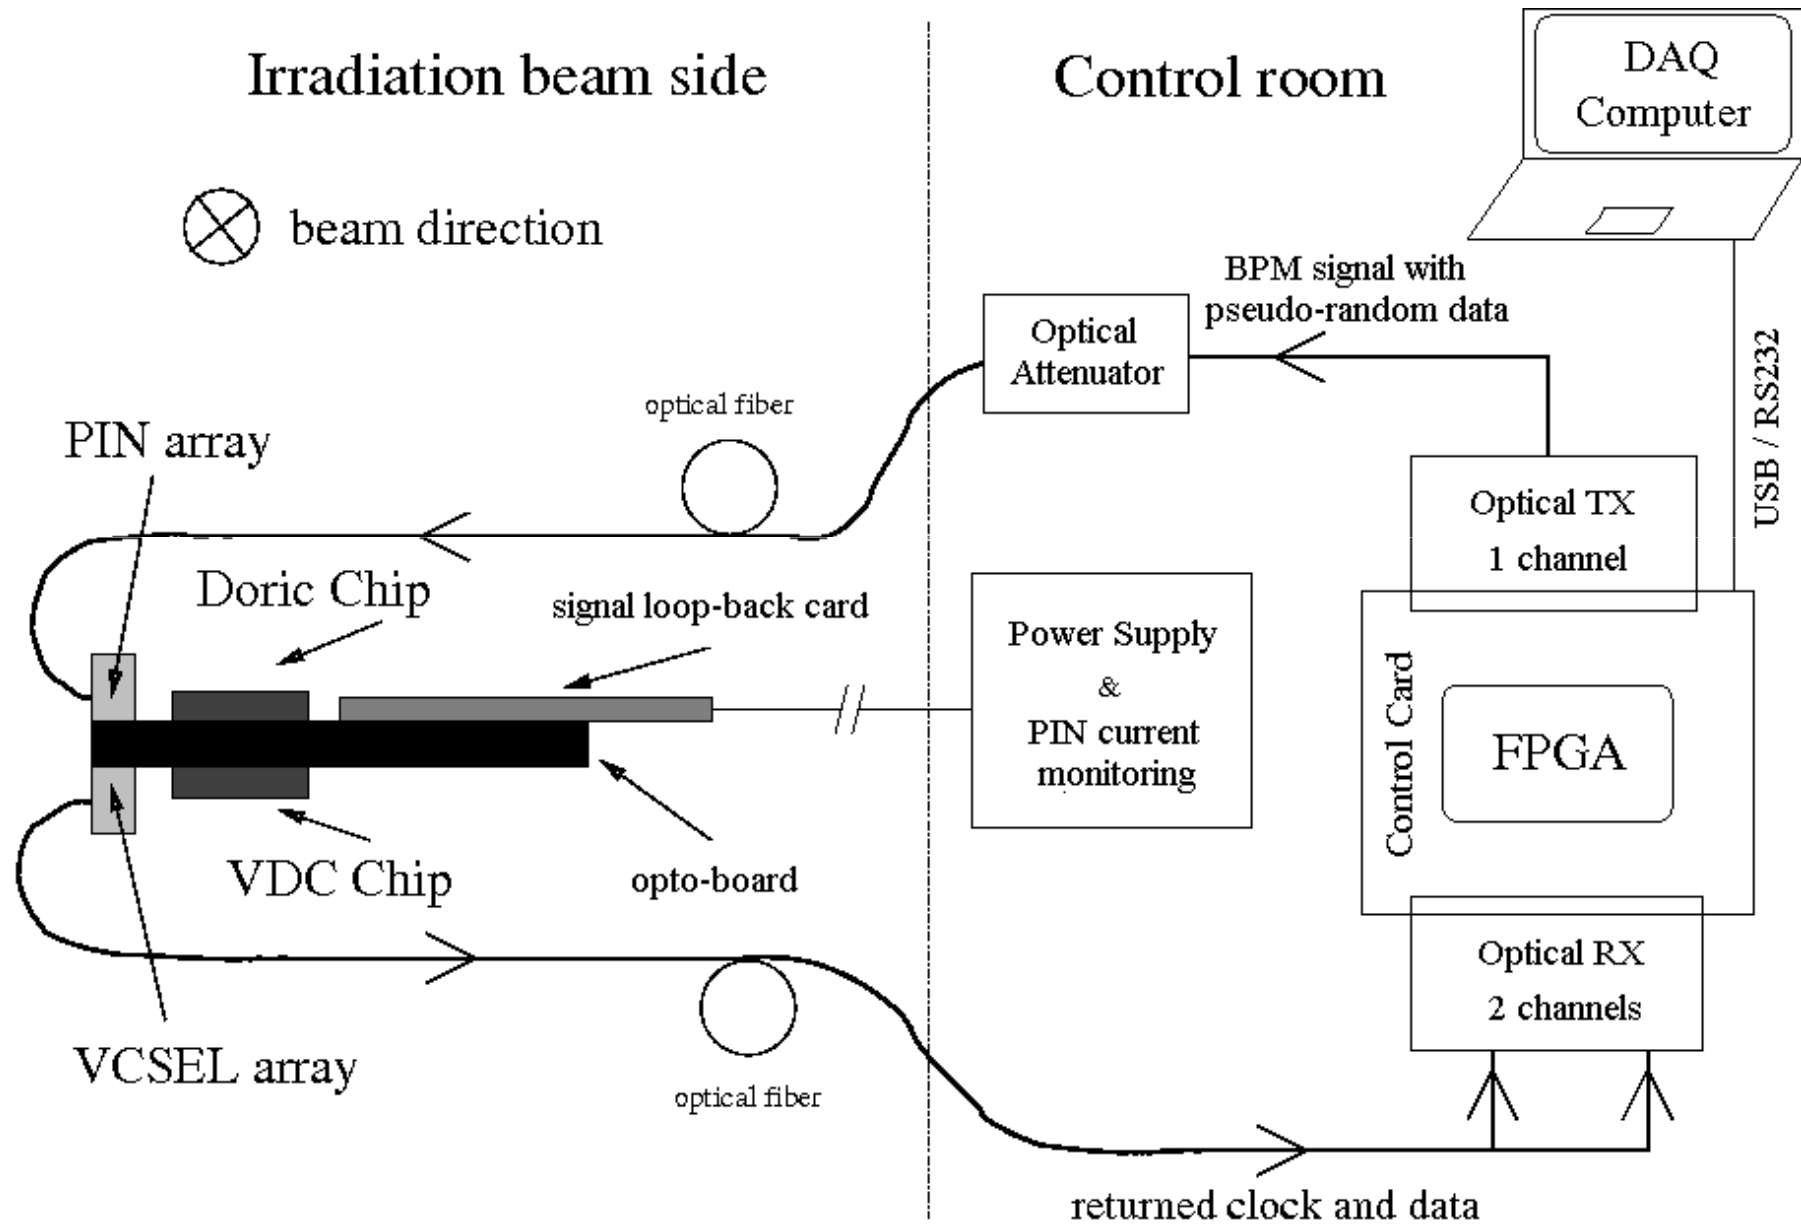 Irradiation beam side
Control room
DAQ
Computer
beam direction
BPM signal with
pseudo-random data
Optical
Attenuator
optical fiber
USB / RS232
PIN array
Optical TX
1 channel
Doric Chip
signal loop-back card
Power Supply
&
PIN current
monitoring
Control Card
FPGA
VDC Chip
opto-board
Optical RX
2 channels
VCSEL array
optical fiber
returned clock and data